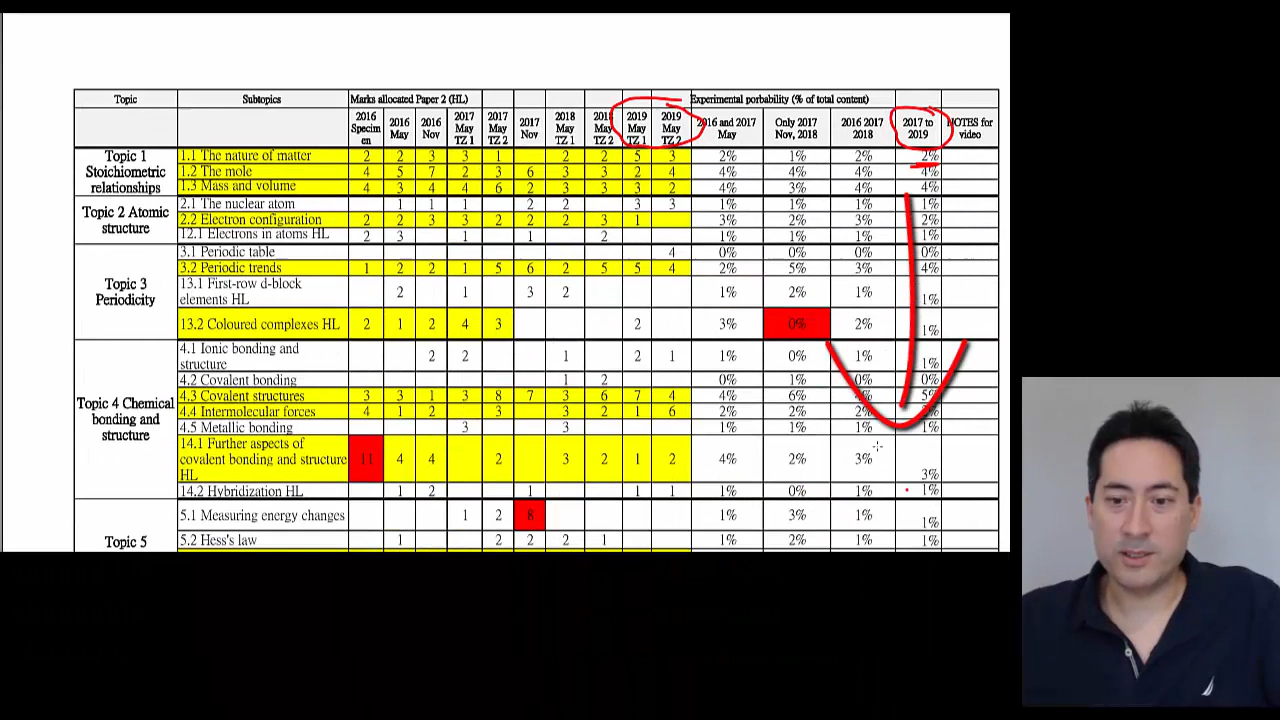 Topic Subtopics Marks allocated Paper 2 (HL) Experimental porbability (% of total content)
2016 Specimen 2016 May 2016 Nov 2017 May TZ 1 2017 May TZ 2 2017 Nov 2018 May TZ 1 2018 May TZ 2 2019 May TZ 1 2019 May TZ 2 2016 and 2017 May Only 2017 Nov, 2018 2016 2017 2018 2017 to 2019 NOTES for video
Topic 1 Stoichiometric relationships
1.1 The nature of matter 2 2 3 3 1 2 2 5 3 2% 1% 2% 2%
1.2 The mole 4 5 7 2 3 6 3 3 2 4 4% 4% 4% 4%
1.3 Mass and volume 4 3 4 4 6 2 3 3 3 2 4% 3% 4% 4%
Topic 2 Atomic structure
2.1 The nuclear atom 1 1 1 2 2 3 3 1% 1% 1% 1%
2.2 Electron configuration 2 2 3 3 2 2 2 3 1 3% 2% 3% 2%
12.1 Electrons in atoms HL 2 3 1 1 2 1% 1% 1% 1%
Topic 3 Periodicity
3.1 Periodic table 4 0% 0% 0% 0%
3.2 Periodic trends 1 2 2 1 5 6 2 5 5 4 2% 5% 3% 4%
13.1 First-row d-block elements HL 2 1 3 2 1% 2% 1% 1%
13.2 Coloured complexes HL 2 1 2 4 3 2 3% 0% 2% 1%
Topic 4 Chemical bonding and structure
4.1 Ionic bonding and structure 2 2 1 2 1 1% 0% 1% 1%
4.2 Covalent bonding 1 2 0% 1% 0% 0%
4.3 Covalent structures 3 3 1 3 8 7 3 6 7 4 4% 6% 5%
4.4 Intermolecular forces 4 1 2 3 3 2 1 6 2% 2% 2%
4.5 Metallic bonding 3 3 1% 1% 1% 1%
14.1 Further aspects of covalent bonding and structure HL 11 4 4 2 3 2 1 2 4% 2% 3% 3%
14.2 Hybridization HL 1 2 1 1 1 1% 0% 1% 1%
Topic 5
5.1 Measuring energy changes 1 2 8 1% 3% 1% 1%
5.2 Hess's law 1 2 2 2 1 1% 2% 1% 1%